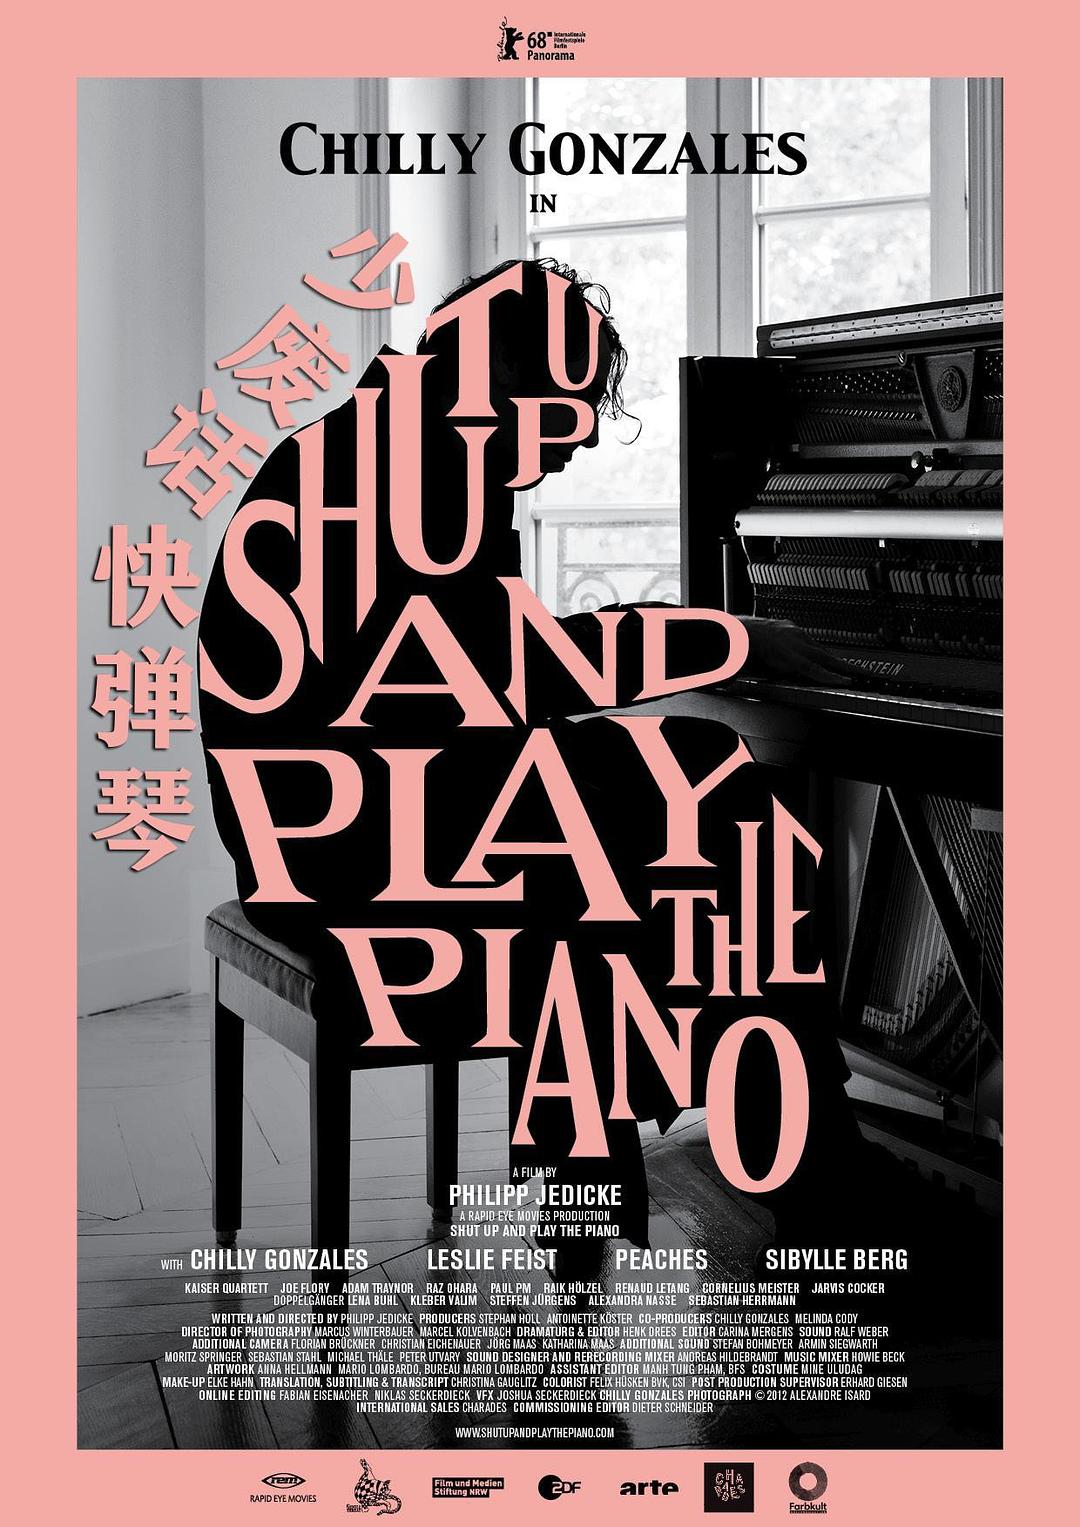 Berlinale
68 Internationale
Filmfestspiele
Berlin
Panorama
CHILLY GONZALES
IN
少废话
快弹琴
SHUT UP
AND
PLAY
THE
PIANO
BECHSTEIN
A FILM BY
PHILIPP JEDICKE
A RAPID EYE MOVIES PRODUCTION
SHUT UP AND PLAY THE PIANO
WITH CHILLY GONZALES LESLIE FEIST PEACHES SIBYLLE BERG
KAISER QUARTETT JOE FLORY ADAM TRAYNOR RAZ OHARA PAUL PM RAIK HÖLZEL RENAUD LETANG CORNELIUS MEISTER JARVIS COCKER
DOPPELGÄNGER LENA BUHL KLEBER VALIM STEFFEN JÜRGENS ALEXANDRA NASSE SEBASTIAN HERRMANN
WRITTEN AND DIRECTED BY PHILIPP JEDICKE PRODUCERS STEPHAN HOLL ANTOINETTE KÖSTER CO-PRODUCERS CHILLY GONZALES MELINDA CODY
DIRECTOR OF PHOTOGRAPHY MARCUS WINTERBAUER MARCEL KOLVENBACH DRAMATURG & EDITOR HENK DREES EDITOR CARINA MERGENS SOUND RALF WEBER
ADDITIONAL CAMERA FLORIAN BRÜCKNER CHRISTIAN EICHENAUER JÖRG MAAS KATHARINA MAAS ADDITIONAL SOUND STEFAN BOHMEYER ARMIN SIEGWARTH
MORITZ SPRINGER SEBASTIAN STAHL MICHAEL THÄLE PETER UTVARY SOUND DESIGNER AND RERECORDING MIXER ANDREAS HILDEBRANDT MUSIC MIXER HOWIE BECK
ARTWORK ANNA HELLMANN MARIO LOMBARDO, BUREAU MARIO LOMBARDO ASSISTANT EDITOR MANH TUNG PHAM, BFS COSTUME MINE ULUDAG
MAKE-UP ELKE HAHN TRANSLATION, SUBTITLING & TRANSCRIPT CHRISTINA GAUGLITZ COLORIST FELIX HÜSKEN BVK, CSI POST PRODUCTION SUPERVISOR ERHARD GIESEN
ONLINE EDITING FABIAN EISENACHER NIKLAS SECKERDIECK VFX JOSHUA SECKERDIECK CHILLY GONZALES PHOTOGRAPH © 2012 ALEXANDRE ISARD
INTERNATIONAL SALES CHARADES COMMISSIONING EDITOR DIETER SCHNEIDER
WWW.SHUTUPANDPLAYTHEPIANO.COM
rem
RAPID EYE MOVIES
GENTLE THREAT
Film und Medien
Stiftung NRW
ZDF
arte
CHARADES
Farbkult